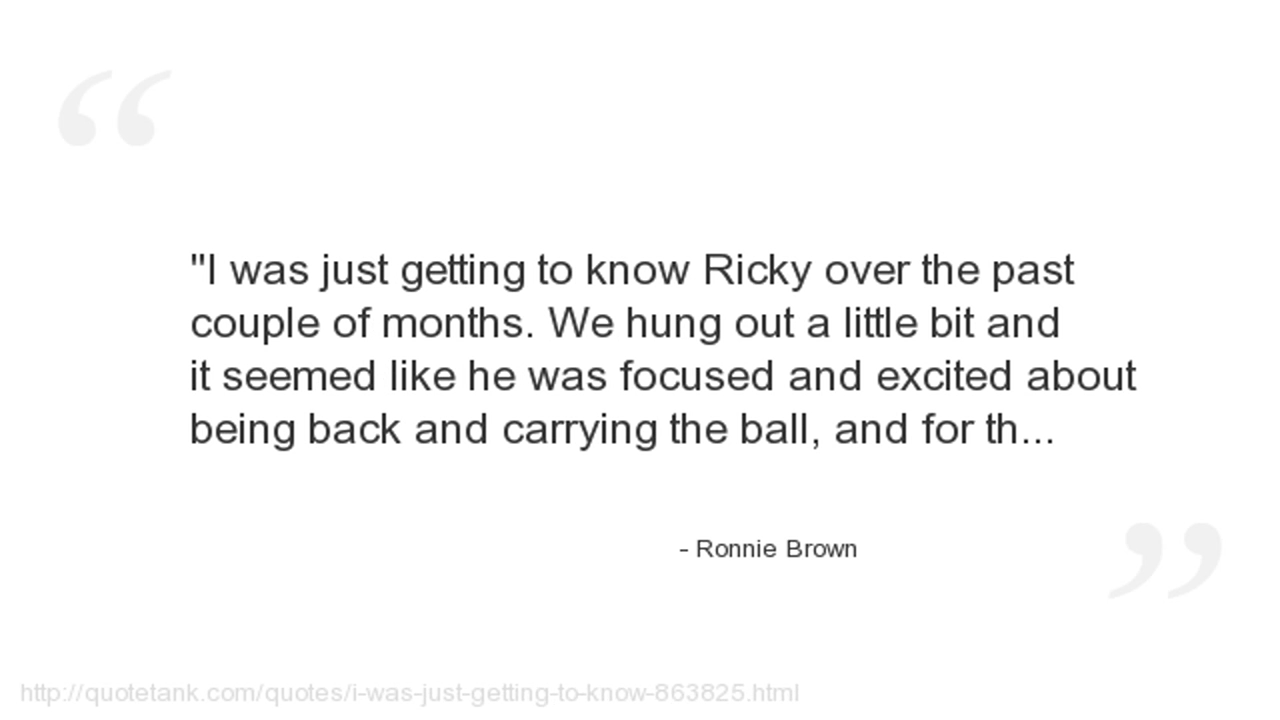 "I was just getting to know Ricky over the past
couple of months. We hung out a little bit and
it seemed like he was focused and excited about
being back and carrying the ball, and for th...
- Ronnie Brown
http://quotetank.com/quotes/i-was-just-getting-to-know-863825.html